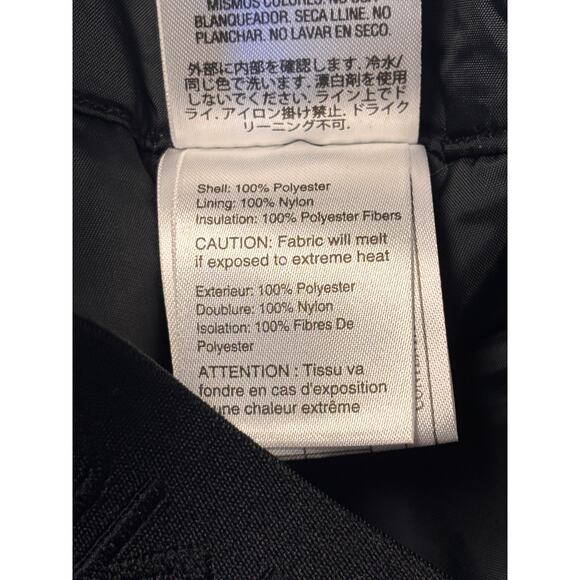 MISMOS COLORES. NO USA
BLANQUEADOR. SECA LLINE. NO
PLANCHAR. NO LAVAR EN SECO.
外部に内部を確認します. 冷水/
同じ色で洗います. 漂白剤を使用
しないでください. ライン上でド
ライ. アイロン掛け禁止. ドライク
リーニング不可.
Shell: 100% Polyester
Lining: 100% Nylon
Insulation: 100% Polyester Fibers
CAUTION: Fabric will melt
if exposed to extreme heat
Exterieur: 100% Polyester
Doublure: 100% Nylon
Isolation: 100% Fibres De
Polyester
ATTENTION : Tissu va
fondre en cas d'exposition
une chaleur extrême